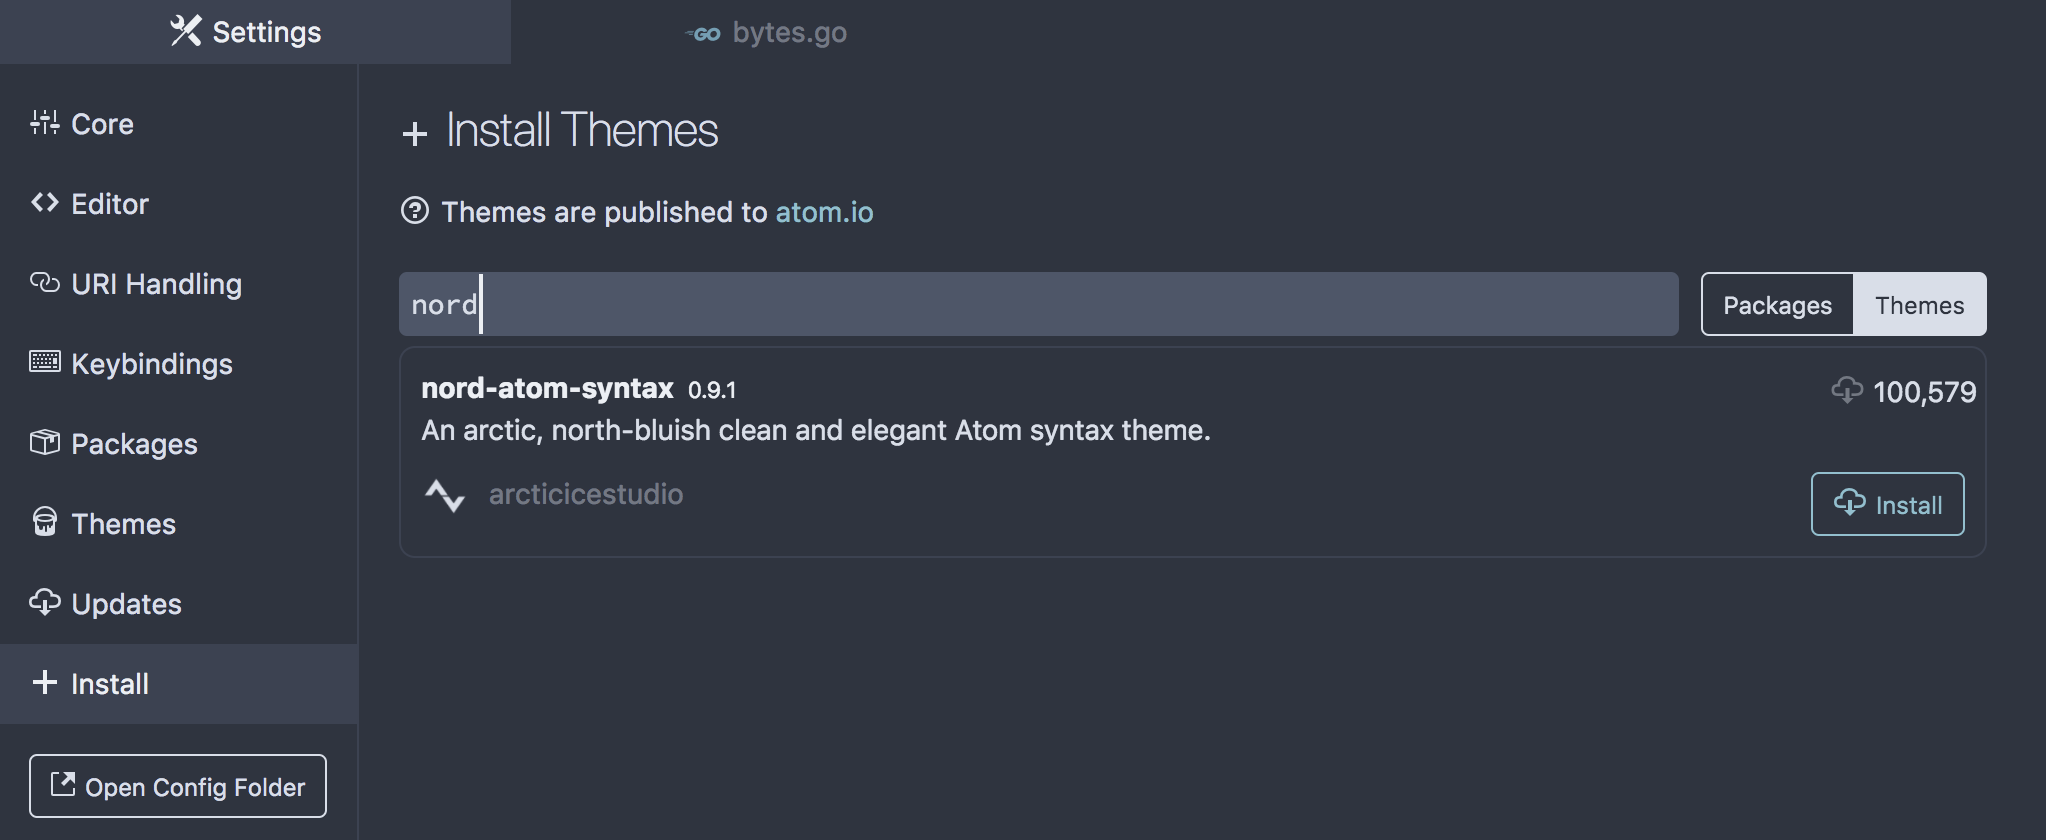 Settings
GO bytes.go
Core
Editor
URI Handling
Keybindings
Packages
Themes
Updates
Install
Open Config Folder
Install Themes
Themes are published to atom.io
nord
Packages Themes
nord-atom-syntax 0.9.1 100,579
An arctic, north-bluish clean and elegant Atom syntax theme.
arcticicestudio
Install